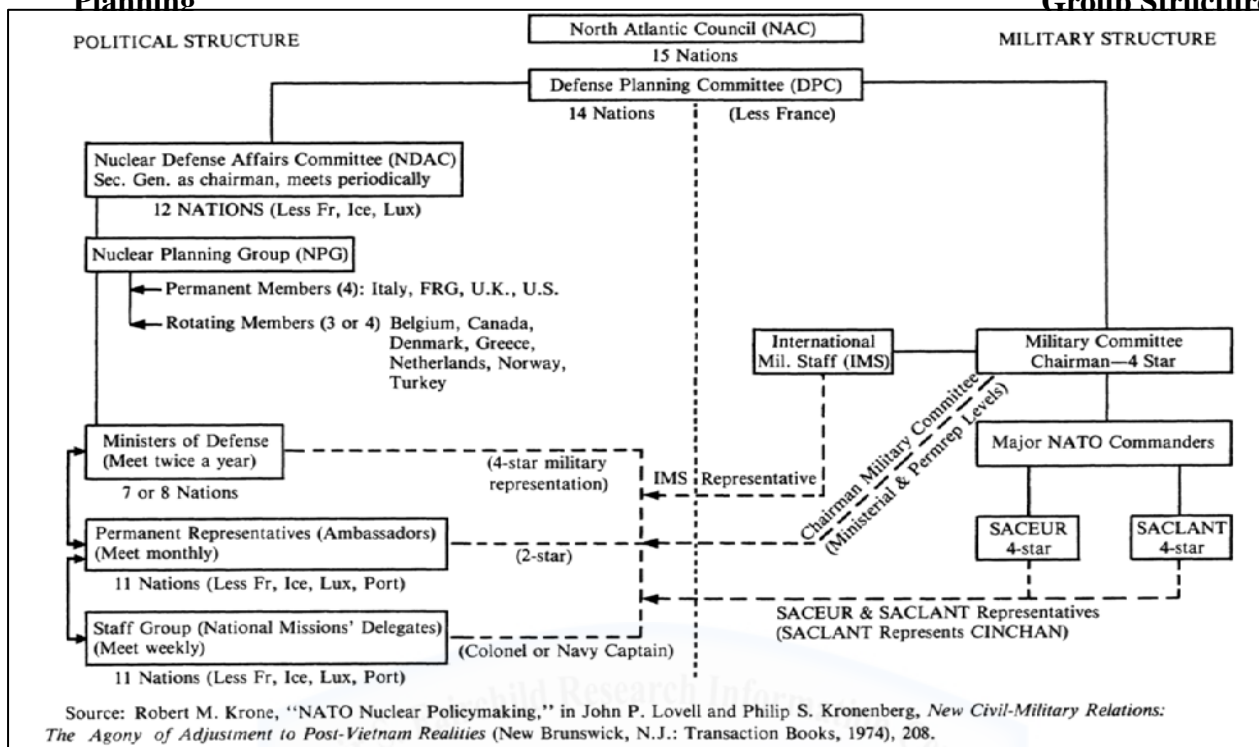 Planning
Group Structure
POLITICAL STRUCTURE
North Atlantic Council (NAC)
MILITARY STRUCTURE
15 Nations
Defense Planning Committee (DPC)
14 Nations
(Less France)
Nuclear Defense Affairs Committee (NDAC)
Sec. Gen. as chairman, meets periodically
12 NATIONS (Less Fr, Ice, Lux)
Nuclear Planning Group (NPG)
Permanent Members (4): Italy, FRG, U.K., U.S.
Rotating Members (3 or 4) Belgium, Canada,
Denmark, Greece,
Netherlands, Norway,
Turkey
International
Mil. Staff (IMS)
Military Committee
Chairman—4 Star
Chairman Military Committee
(Ministerial & Permrep Levels)
Major NATO Commanders
Ministers of Defense
(Meet twice a year)
7 or 8 Nations
(4-star military
representation)
IMS Representative
SACEUR
4-star
SACLANT
4-star
Permanent Representatives (Ambassadors)
(Meet monthly)
(2-star)
11 Nations (Less Fr, Ice, Lux, Port)
SACEUR & SACLANT Representatives
(SACLANT Represents CINCHAN)
Staff Group (National Missions' Delegates)
(Meet weekly)
(Colonel or Navy Captain)
11 Nations (Less Fr, Ice, Lux, Port)
Research Inform
Source: Robert M. Krone, "NATO Nuclear Policymaking," in John P. Lovell and Philip S. Kronenberg, New Civil-Military Relations:
The Agony of Adjustment to Post-Vietnam Realities (New Brunswick, N.J.: Transaction Books, 1974), 208.